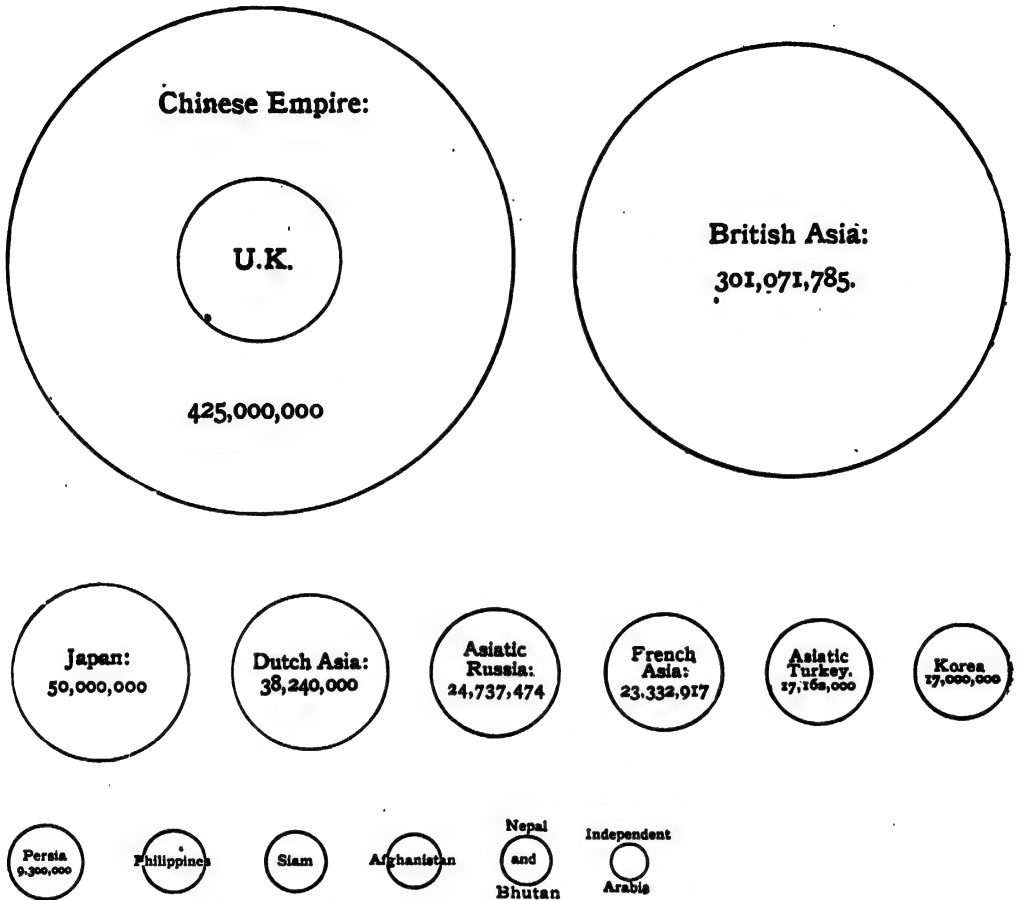 Chinese Empire:
U.K.
425,000,000
British Asia:
301,071,785.
Japan:
50,000,000
Dutch Asia:
38,240,000
Asiatic
Russia:
24,737,474
French
Asia:
23,332,917
Asiatic
Turkey.
17,168,000
Korea
17,000,000
Persia
9,300,000
Philippines
Siam
Afghanistan
Nepal
and
Bhutan
Independent
Arabia